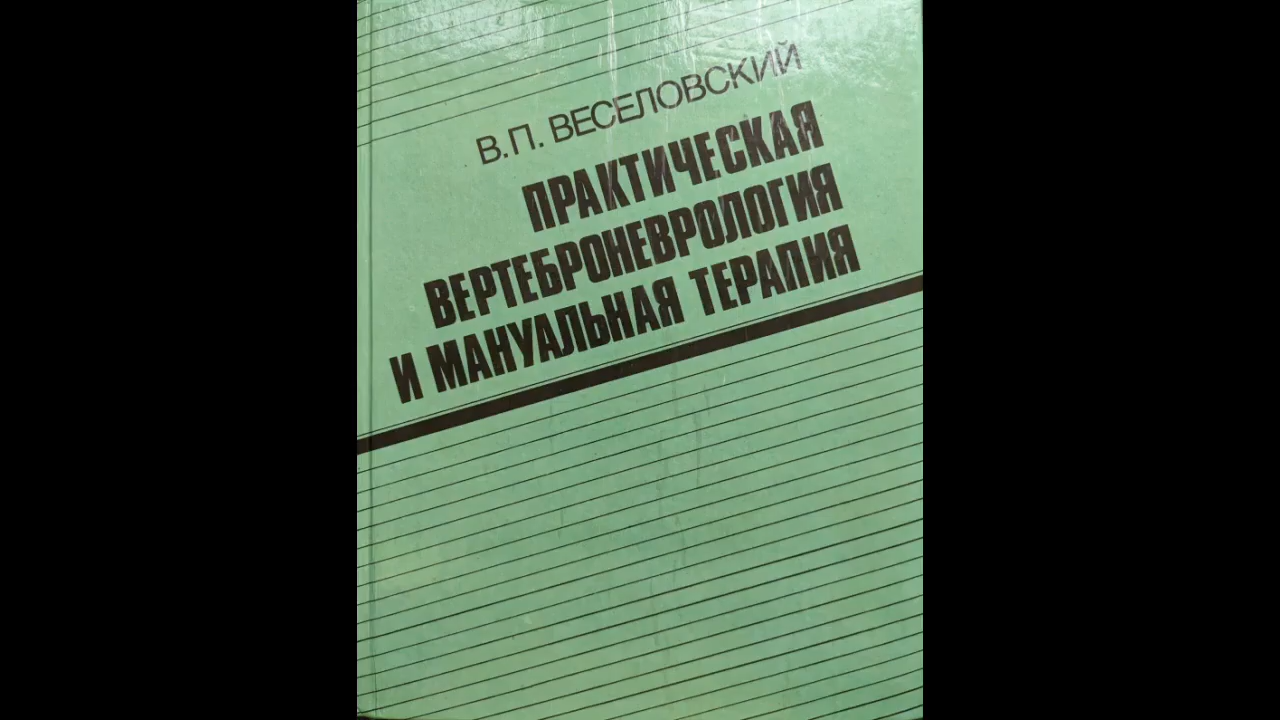 В.П. ВЕСЕЛОВСКИЙ
ПРАКТИЧЕСКАЯ
ВЕРТЕБРОНЕВРОЛОГИЯ
И МАНУАЛЬНАЯ ТЕРАПИЯ